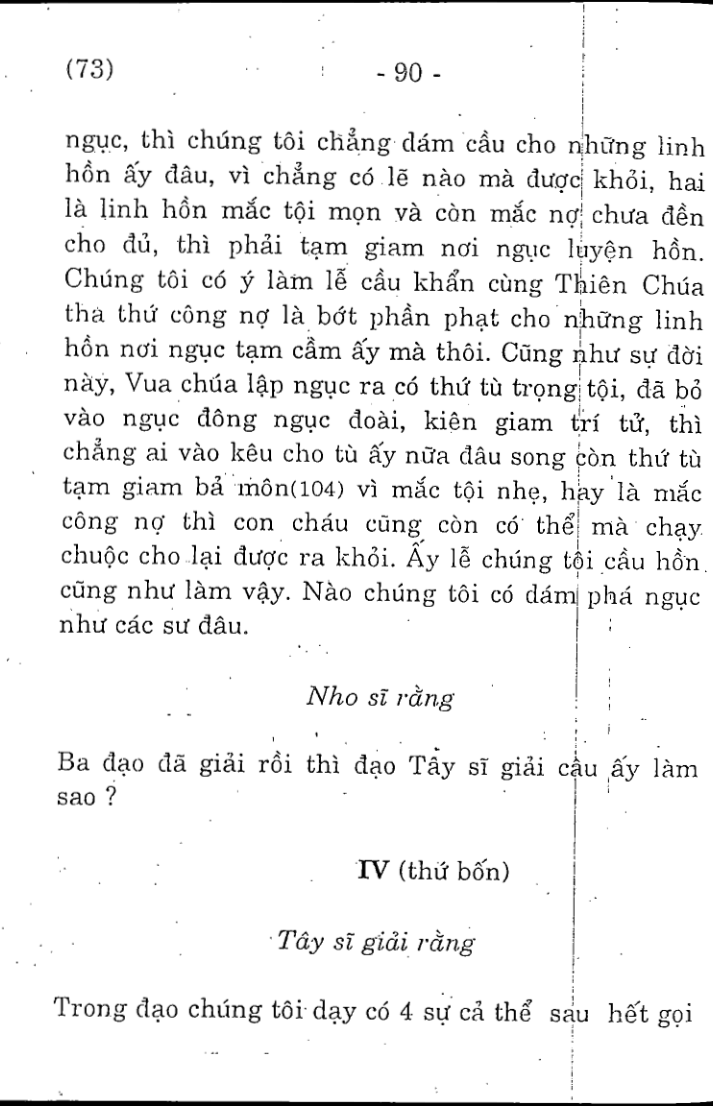 (73) - 90 -
ngục, thì chúng tôi chẳng dám cầu cho những linh
hồn ấy đâu, vì chẳng có lẽ nào mà được khỏi, hai
là linh hồn mắc tội mọn và còn mắc nợ chưa đền
cho đủ, thì phải tạm giam nơi ngục luyện hồn.
Chúng tôi có ý làm lễ cầu khẩn cùng Thiên Chúa
tha thứ công nợ là bớt phần phạt cho những linh
hồn nơi ngục tạm cầm ấy mà thôi. Cũng như sự đời
này, Vua chúa lập ngục ra có thứ tù trọng tội, đã bỏ
vào ngục đông ngục đoài, kiên giam trí tử, thì
chẳng ai vào kêu cho tù ấy nữa đâu song còn thứ tù
tạm giam bả môn(104) vì mắc tội nhẹ, hay là mắc
công nợ thì con cháu cũng còn có thể mà chạy
chuộc cho lại được ra khỏi. Ấy lễ chúng tôi cầu hồn
cũng như làm vậy. Nào chúng tôi có dám phá ngục
như các sư đâu.
Nho sĩ rằng
Ba đạo đã giải rồi thì đạo Tây sĩ giải câu ấy làm
sao ?
IV (thứ bốn)
Tây sĩ giải rằng
Trong đạo chúng tôi dạy có 4 sự cả thể sau hết gọi